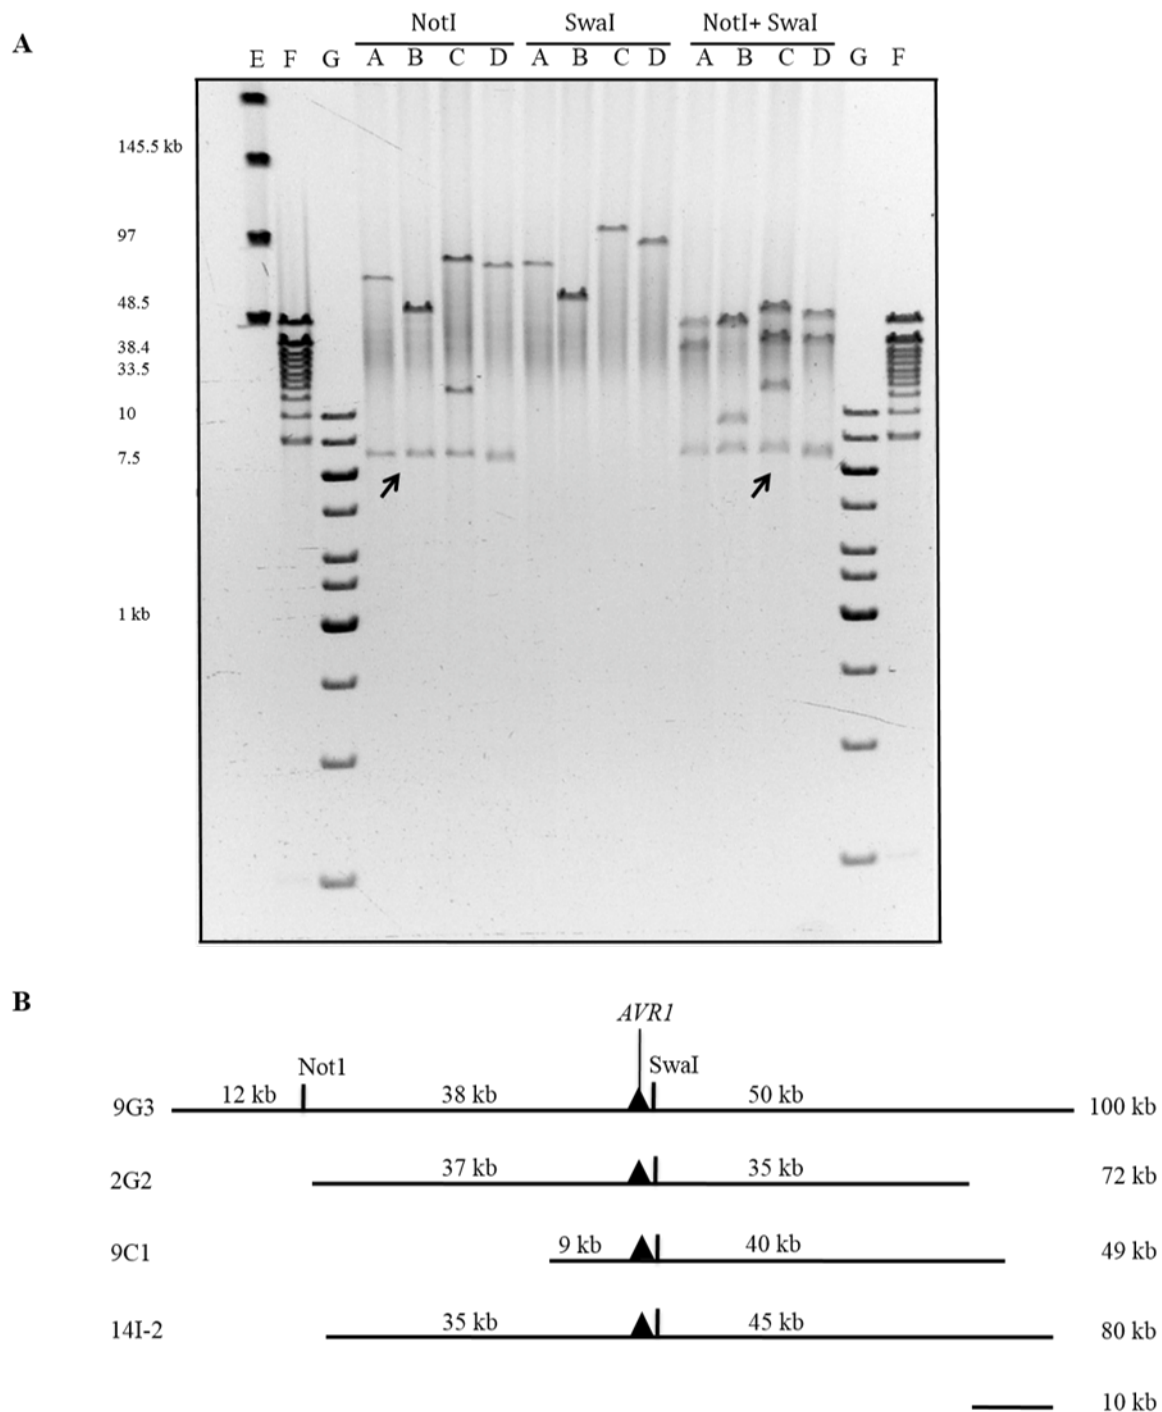 A
NotI SwaI NotI+ SwaI
E F G A B C D A B C D A B C D G F
145.5 kb
97
48.5
38.4
33.5
10
7.5
1 kb
B
AVR1
Not1 SwaI
9G3 12 kb 38 kb 50 kb 100 kb
2G2 37 kb 35 kb 72 kb
9C1 9 kb 40 kb 49 kb
14I-2 35 kb 45 kb 80 kb
10 kb